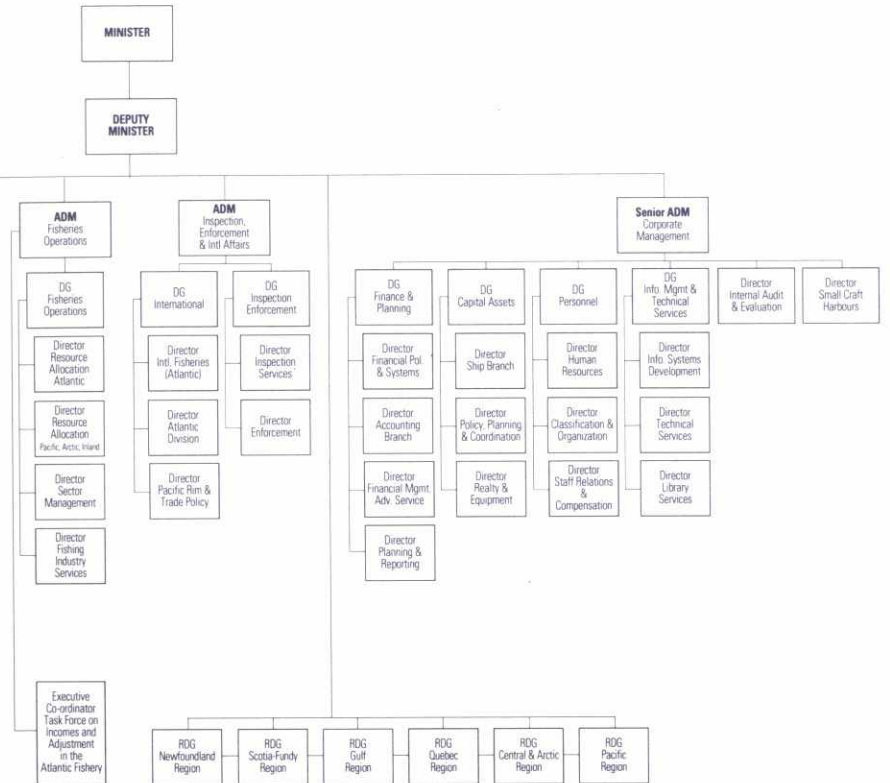 MINISTER
DEPUTY
MINISTER
ADM
Fisheries
Operations
ADM
Inspection,
Enforcement
& Intl Affairs
Senior ADM
Corporate
Management
DG
Fisheries
Operations
DG
International
DG
Inspection
Enforcement
DG
Finance &
Planning
DG
Capital Assets
DG
Personnel
DG
Info. Mgmt &
Technical
Services
Director
Internal Audit
& Evaluation
Director
Small Craft
Harbours
Director
Resource
Allocation
Atlantic
Director
Intl. Fisheries
(Atlantic)
Director
Inspection
Services
Director
Financial Pol.
& Systems
Director
Ship Branch
Director
Human
Resources
Director
Info. Systems
Development
Director
Resource
Allocation
Pacific, Arctic, Inland
Director
Atlantic
Division
Director
Enforcement
Director
Accounting
Branch
Director
Policy, Planning
& Coordination
Director
Classification &
Organization
Director
Technical
Services
Director
Sector
Management
Director
Pacific Rim &
Trade Policy
Director
Financial Mgmt.
Adv. Service
Director
Realty &
Equipment
Director
Staff Relations
&
Compensation
Director
Library
Services
Director
Fishing
Industry
Services
Director
Planning &
Reporting
Executive
Co-ordinator
Task Force on
Incomes and
Adjustment
in the
Atlantic Fishery
RDG
Newfoundland
Region
RDG
Scotia-Fundy
Region
RDG
Gulf
Region
RDG
Quebec
Region
RDG
Central & Arctic
Region
RDG
Pacific
Region